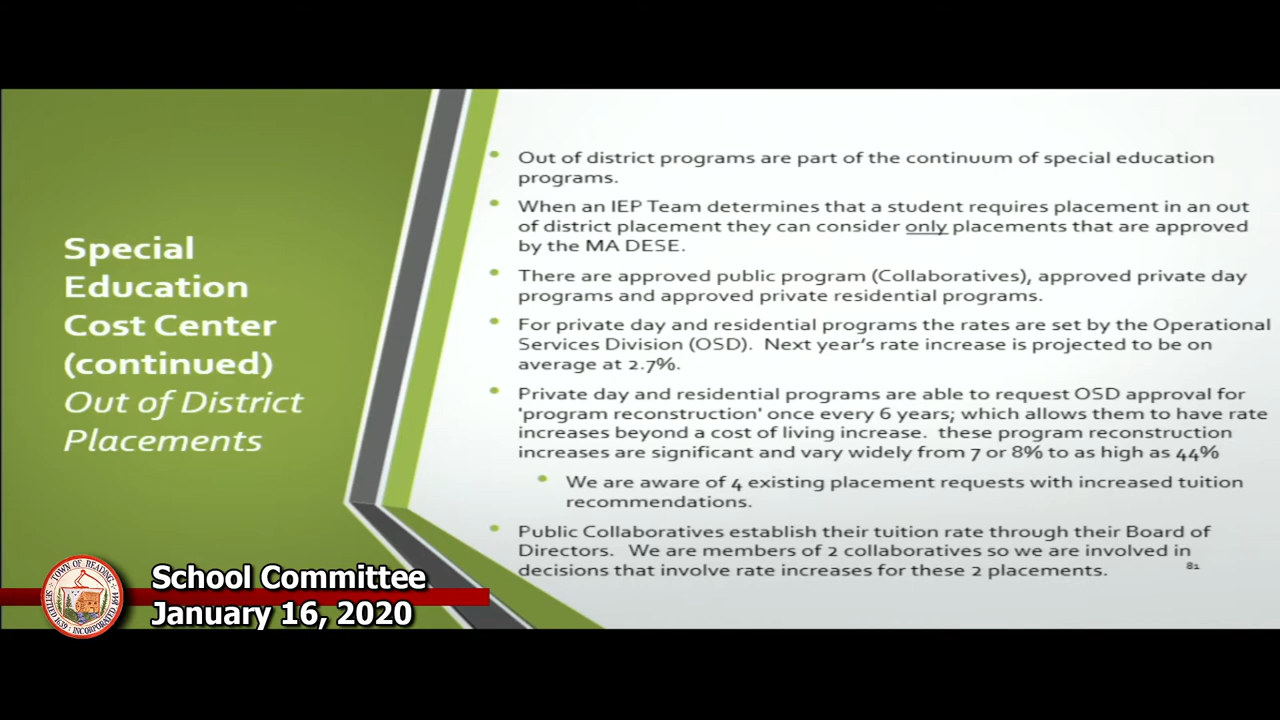 Special
Education
Cost Center
(continued)
Out of District
Placements
• Out of district programs are part of the continuum of special education
programs.
• When an IEP Team determines that a student requires placement in an out
of district placement they can consider only placements that are approved
by the MA DESE.
• There are approved public program (Collaboratives), approved private day
programs and approved private residential programs.
• For private day and residential programs the rates are set by the Operational
Services Division (OSD). Next year's rate increase is projected to be on
average at 2.7%.
• Private day and residential programs are able to request OSD approval for
'program reconstruction' once every 6 years; which allows them to have rate
increases beyond a cost of living increase. these program reconstruction
increases are significant and vary widely from 7 or 8% to as high as 44%
• We are aware of 4 existing placement requests with increased tuition
recommendations.
• Public Collaboratives establish their tuition rate through their Board of
Directors. We are members of 2 collaboratives so we are involved in
decisions that involve rate increases for these 2 placements.
81
TOWN OF READING
SETTLED 1639 INCORPORATED 1644
School Committee
January 16, 2020